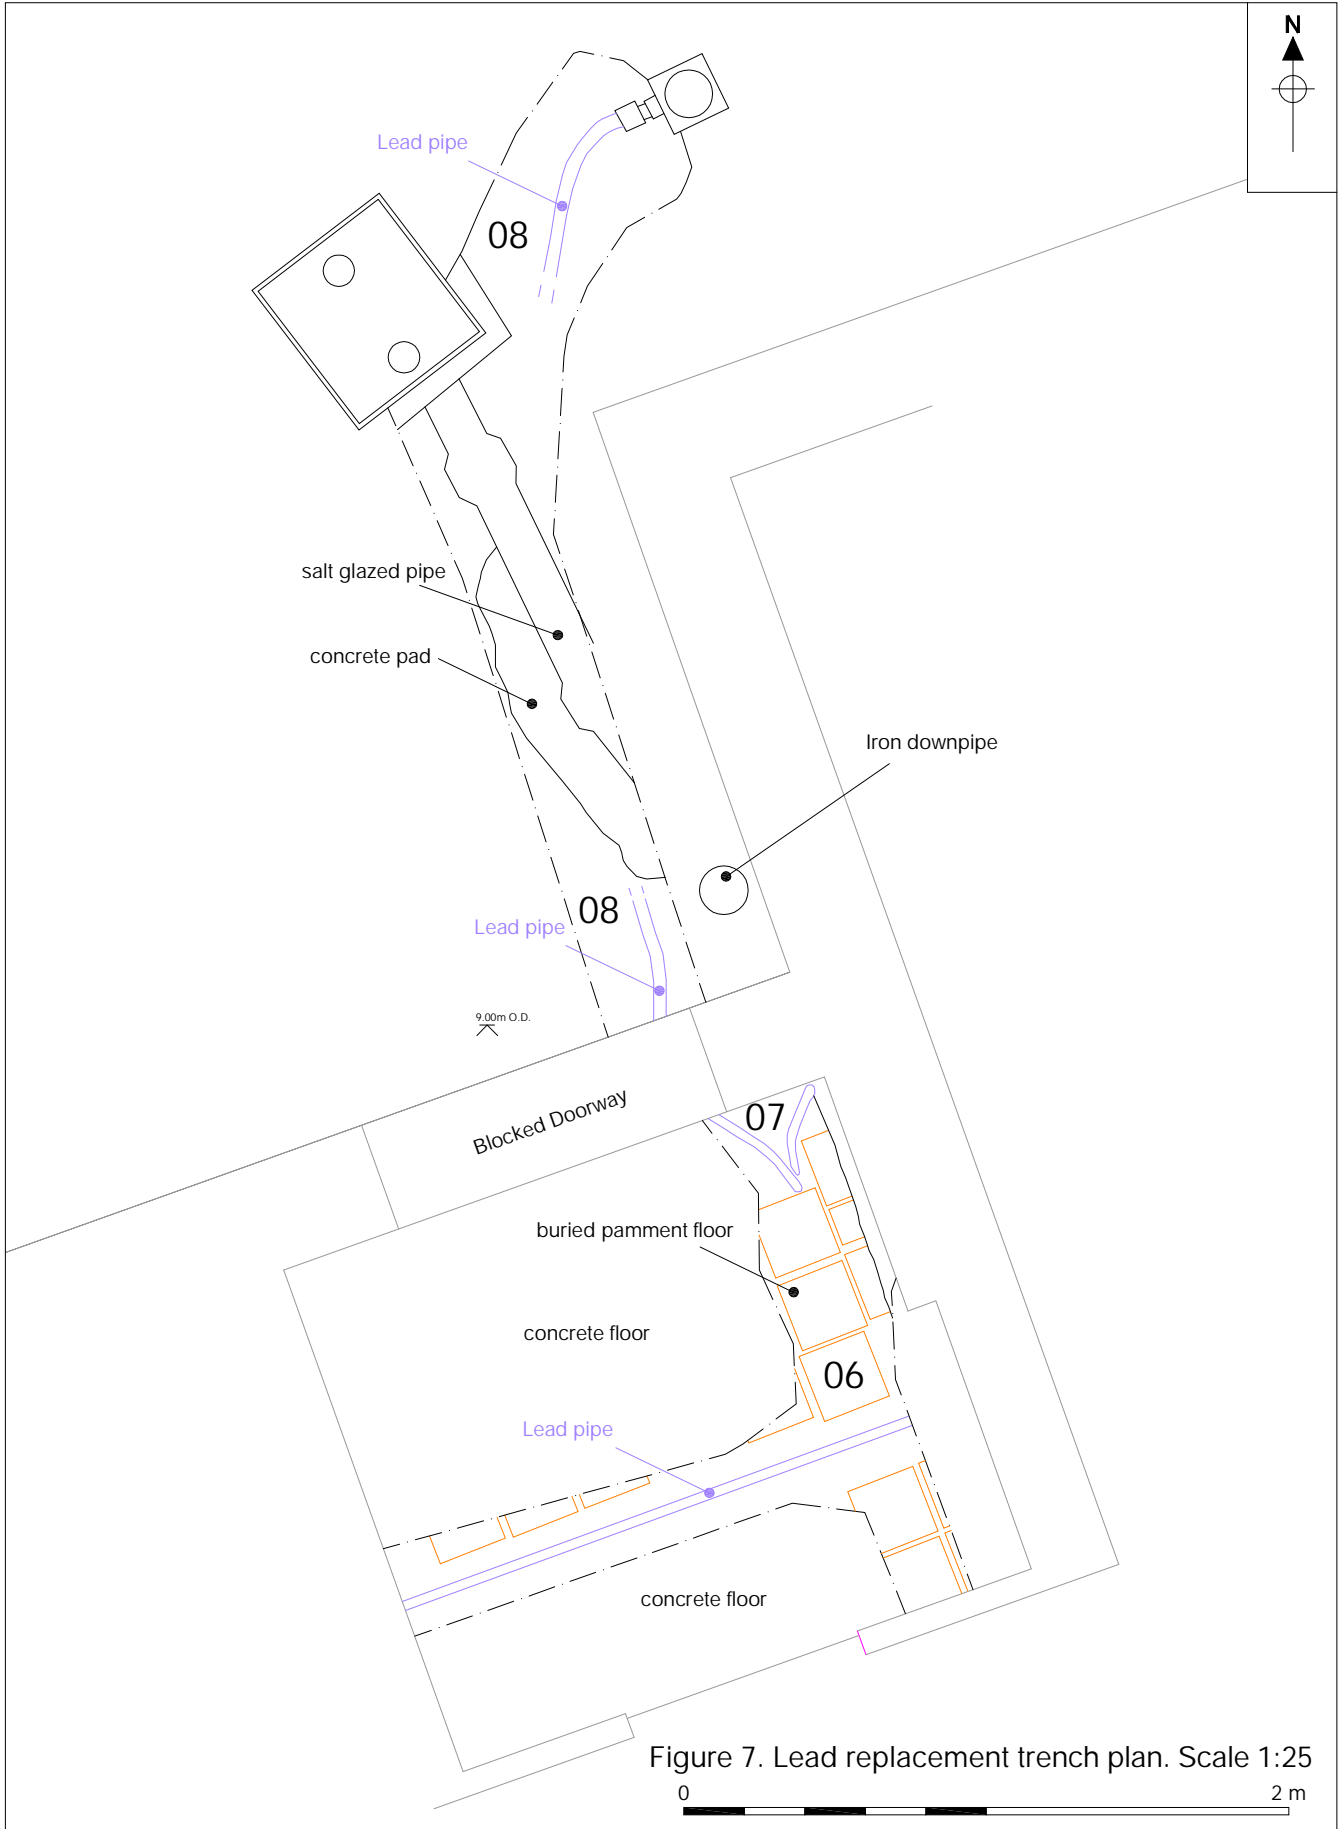 N
Lead pipe
08
salt glazed pipe
concrete pad
Iron downpipe
08
Lead pipe
9.00m O.D.
Blocked Doorway
07
buried pamment floor
concrete floor
06
Lead pipe
concrete floor
Figure 7. Lead replacement trench plan. Scale 1:25
0 2 m